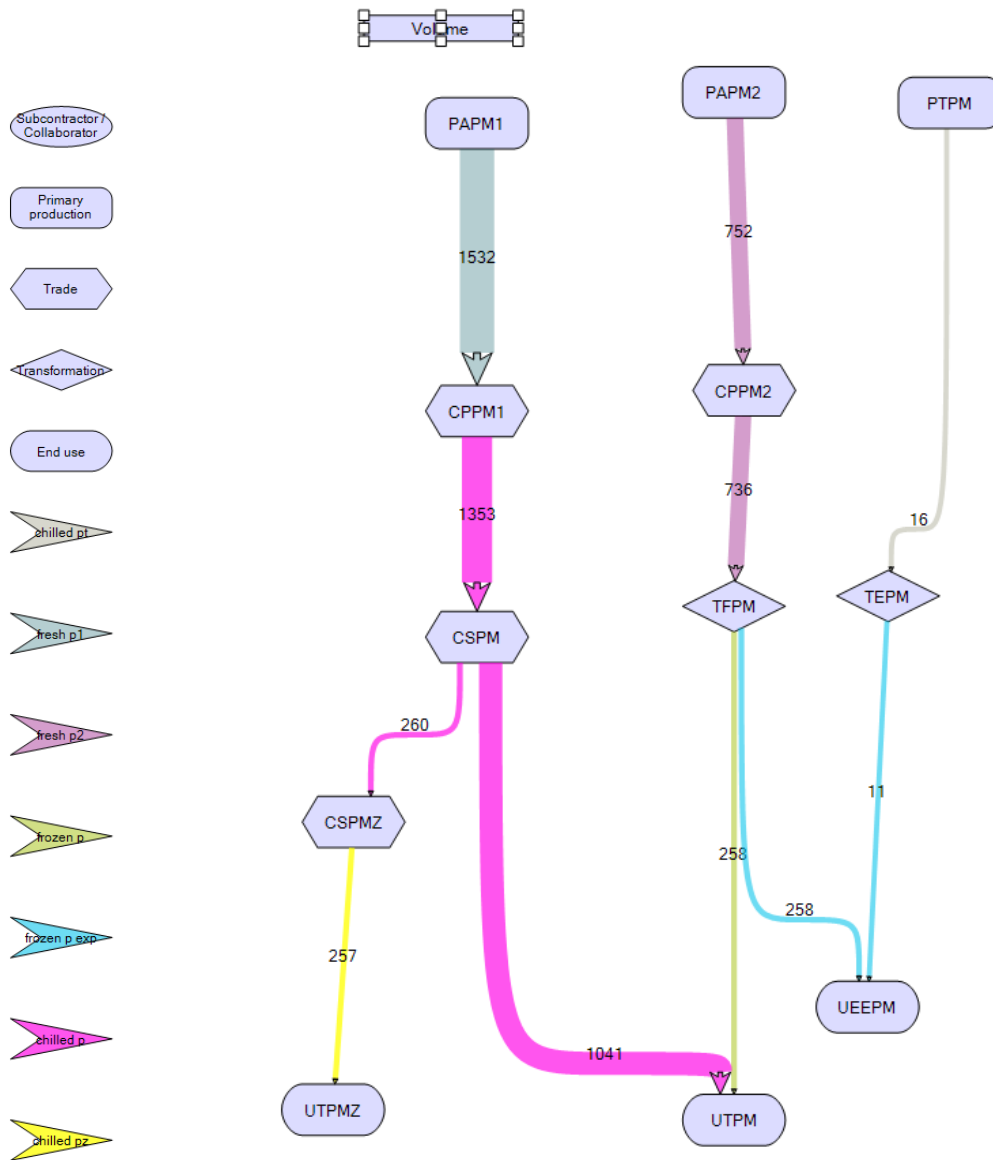 Volume
Subcontractor /
Collaborator
Primary
production
Trade
Transformation
End use
chilled pt
fresh p1
fresh p2
frozen p
frozen p exp
chilled p
chilled pz
PAPM1
PAPM2
PTPM
1532
752
CPPM1
CPPM2
1353
736
16
CSPM
TFPM
TEPM
260
11
CSPMZ
258
258
257
UEEPM
1041
UTPMZ
UTPM